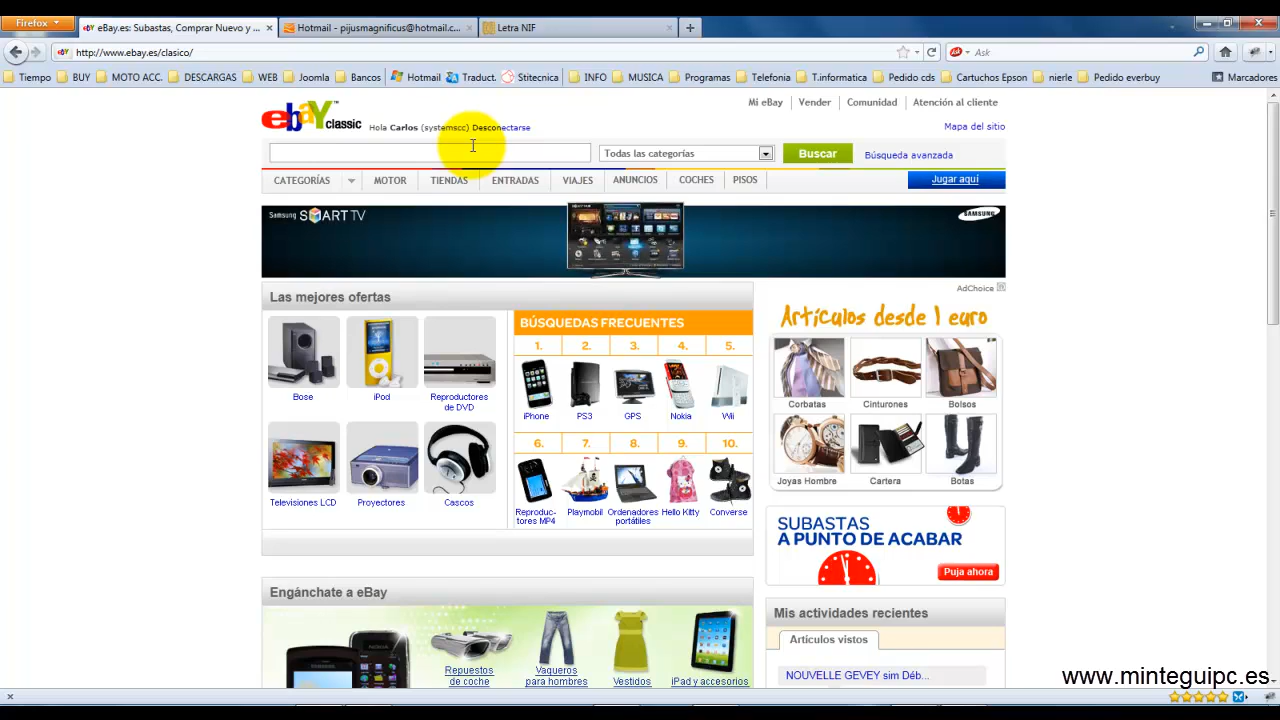 Firefox
eBay.es: Subastas, Comprar Nuevo y ...
Hotmail - pijusmagnificus@hotmail.c...
Letra NIF
http://www.ebay.es/clasico/
Ask
Tiempo
BUY
MOTO ACC.
DESCARGAS
WEB
Joomla
Bancos
Hotmail
Traduct.
Stitecnica
INFO
MUSICA
Programas
Telefonia
T.informatica
Pedido cds
Cartuchos Epson
nierle
Pedido everbuy
Marcadores
ebaY classic
Hola Carlos (systemscc) Desconectarse
Mi eBay
Vender
Comunidad
Atención al cliente
Mapa del sitio
Todas las categorías
Buscar
Búsqueda avanzada
CATEGORÍAS
MOTOR
TIENDAS
ENTRADAS
VIAJES
ANUNCIOS
COCHES
PISOS
Jugar aquí
Samsung SMART TV
SAMSUNG
Las mejores ofertas
Bose
iPod
Reproductores
de DVD
Televisiones LCD
Proyectores
Cascos
BÚSQUEDAS FRECUENTES
1.
2.
3.
4.
5.
iPhone
PS3
GPS
Nokia
Wii
6.
7.
8.
9.
10.
Reproduc-
tores MP4
Playmobil
Ordenadores
portátiles
Hello Kitty
Converse
AdChoice
Artículos desde 1 euro
Corbatas
Cinturones
Bolsos
Joyas Hombre
Cartera
Botas
SUBASTAS
A PUNTO DE ACABAR
Puja ahora
Engánchate a eBay
Repuestos
de coche
Vaqueros
para hombres
Vestidos
iPad y accesorios
Mis actividades recientes
Artículos vistos
NOUVELLE GEVEY sim Déb...
www.minteguipc.es